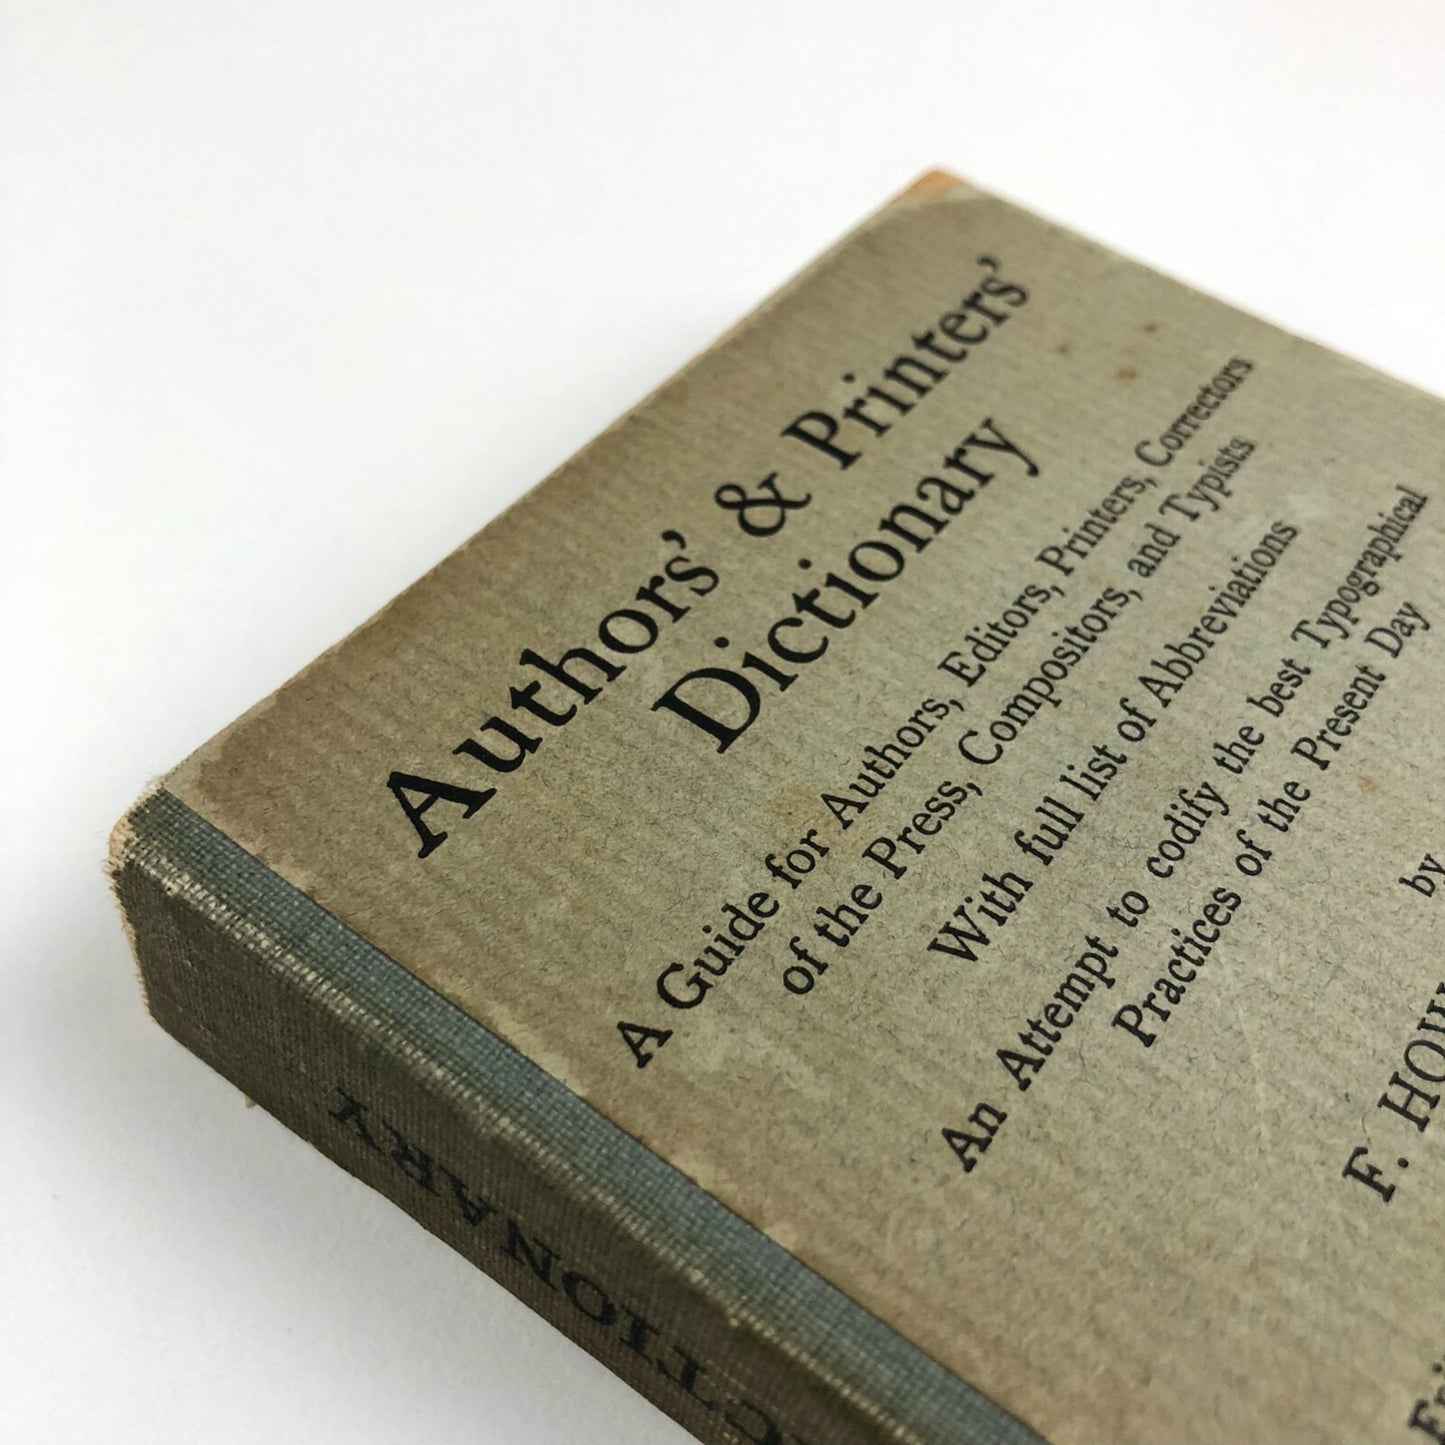 Authors' & Printers'
Dictionary
A Guide for Authors, Editors, Printers, Correctors
of the Press, Compositors, and Typists
With full list of Abbreviations
An Attempt to codify the best Typographical
Practices of the Present Day
by
F. HOW
CTIONARY